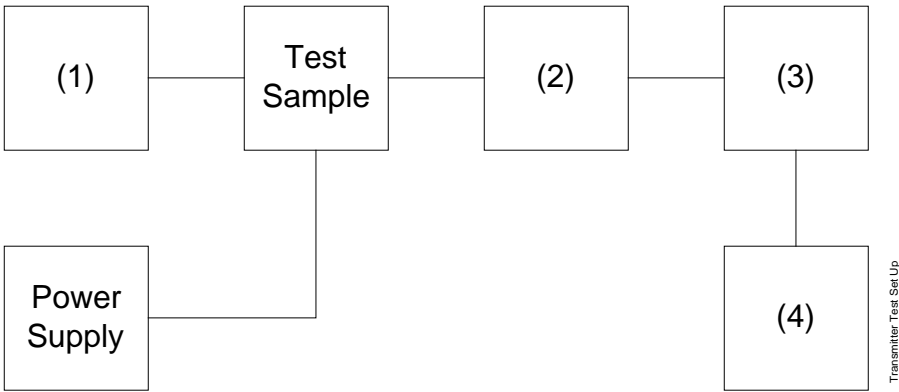 (1)
Test
Sample
(2)
(3)
Power
Supply
(4)
Transmitter Test Set Up